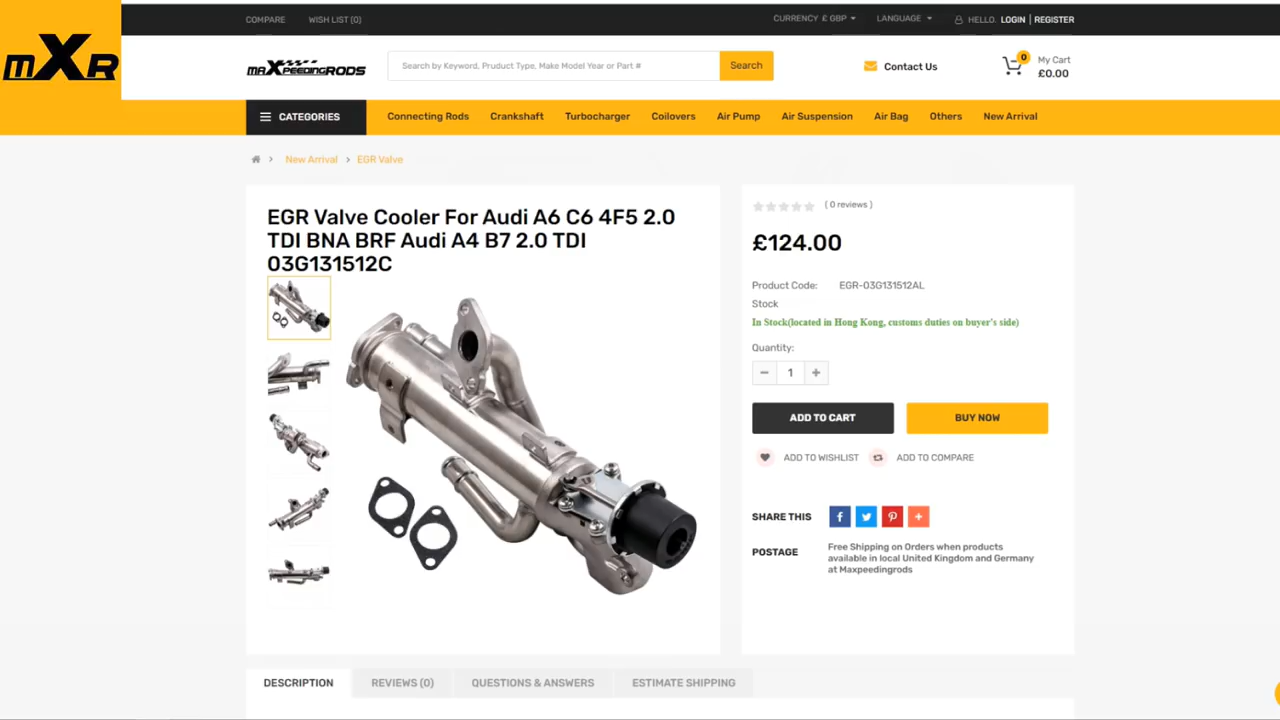 mXR
COMPARE WISH LIST (0) CURRENCY £ GBP LANGUAGE HELLO. LOGIN | REGISTER
MAXPEEDINGRODS
Search by Keyword, Pruduct Type, Make Model Year or Part # Search
Contact Us
0 My Cart
£0.00
CATEGORIES Connecting Rods Crankshaft Turbocharger Coilovers Air Pump Air Suspension Air Bag Others New Arrival
> New Arrival > EGR Valve
EGR Valve Cooler For Audi A6 C6 4F5 2.0
TDI BNA BRF Audi A4 B7 2.0 TDI
03G131512C
( 0 reviews )
£124.00
Product Code: EGR-03G131512AL
Stock
In Stock(located in Hong Kong, customs duties on buyer's side)
Quantity:
− 1 +
ADD TO CART BUY NOW
ADD TO WISHLIST ADD TO COMPARE
SHARE THIS
POSTAGE
Free Shipping on Orders when products
available in local United Kingdom and Germany
at Maxpeedingrods
DESCRIPTION REVIEWS (0) QUESTIONS & ANSWERS ESTIMATE SHIPPING